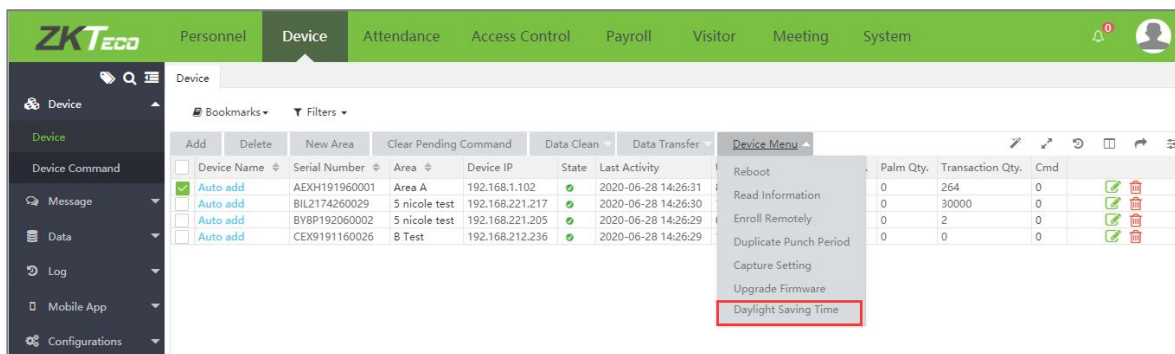 ZKTECO Personnel Device Attendance Access Control Payroll Visitor Meeting System 0
Device
Device
Bookmarks Filters
Device
Add Delete New Area Clear Pending Command Data Clean Data Transfer Device Menu
Device Command
Device Name Serial Number Area Device IP State Last Activity Palm Qty. Transaction Qty. Cmd
Auto add AEXH191960001 Area A 192.168.1.102 2020-06-28 14:26:31 0 264 0
Auto add BIL2174260029 5 nicole test 192.168.221.217 2020-06-28 14:26:30 0 30000 0
Auto add BY8P192060002 5 nicole test 192.168.221.205 2020-06-28 14:26:29 0 2 0
Auto add CEX9191160026 B Test 192.168.212.236 2020-06-28 14:26:29 0 0 0
Reboot
Read Information
Enroll Remotely
Duplicate Punch Period
Capture Setting
Upgrade Firmware
Daylight Saving Time
Message
Data
Log
Mobile App
Configurations